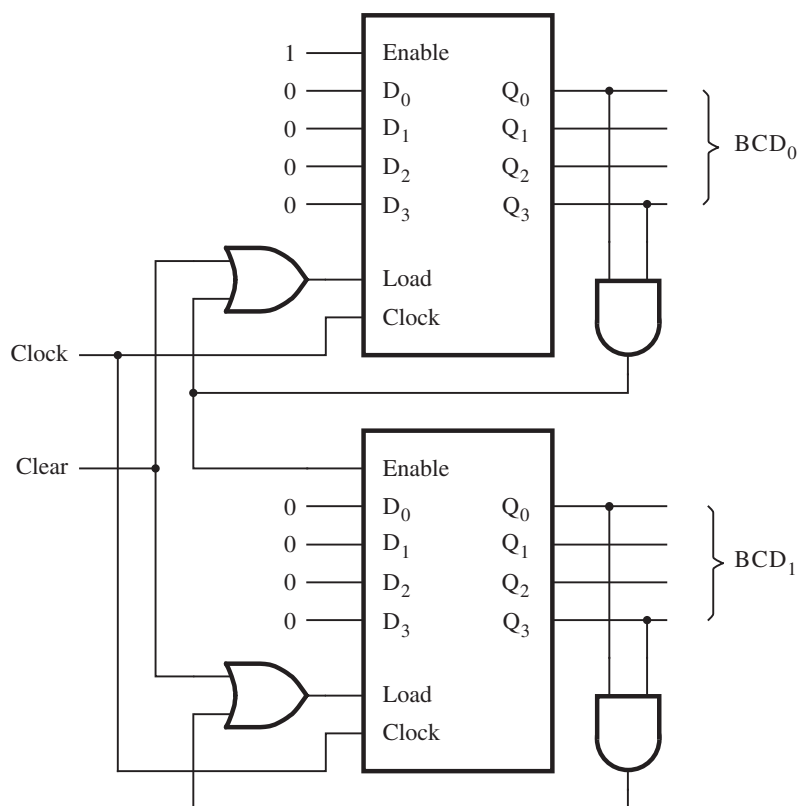 1 Enable
0 D0 Q0
0 D1 Q1 BCD0
0 D2 Q2
0 D3 Q3
Load
Clock
Clock
Clear Enable
0 D0 Q0
0 D1 Q1
0 D2 Q2 BCD1
0 D3 Q3
Load
Clock